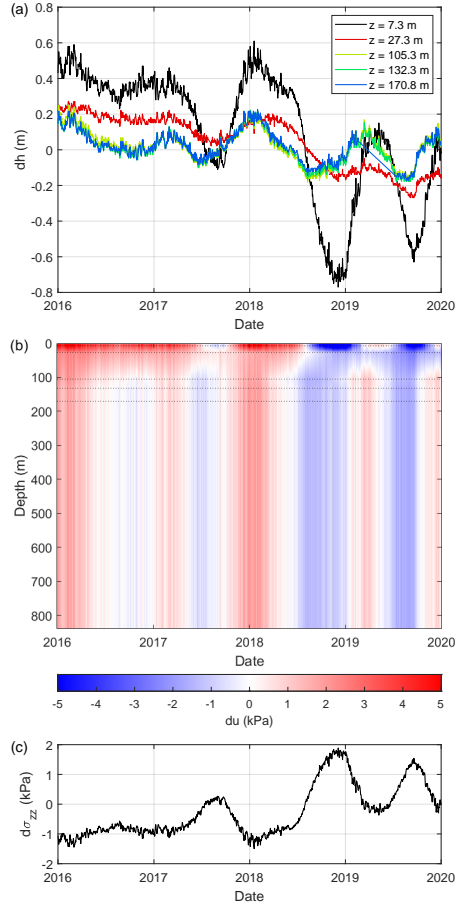 (a)
0.8
0.6
0.4
0.2
0
-0.2
-0.4
-0.6
-0.8
dh (m)
z = 7.3 m
z = 27.3 m
z = 105.3 m
z = 132.3 m
z = 170.8 m
2016 2017 2018 2019 2020
Date
(b)
0
100
200
300
400
500
600
700
800
Depth (m)
2016 2017 2018 2019 2020
Date
-5 -4 -3 -2 -1 0 1 2 3 4 5
du (kPa)
(c)
2
1
0
-1
-2
dσzz (kPa)
2016 2017 2018 2019 2020
Date